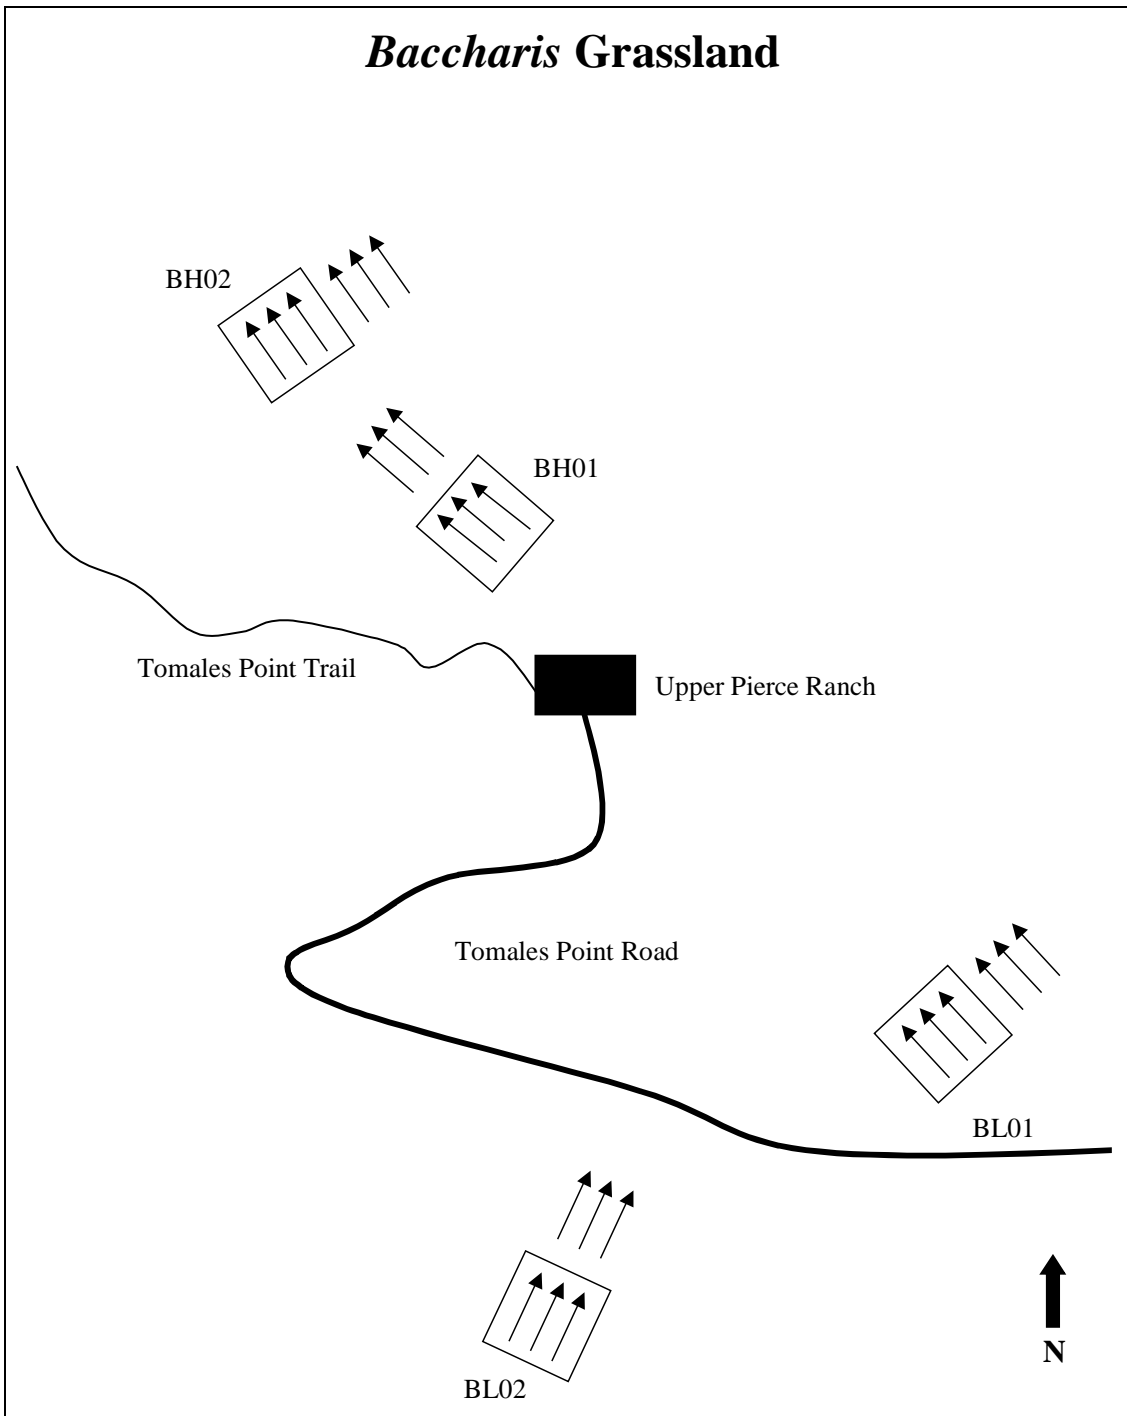 Baccharis Grassland
BH02
BH01
Tomales Point Trail
Upper Pierce Ranch
Tomales Point Road
BL01
N
BL02